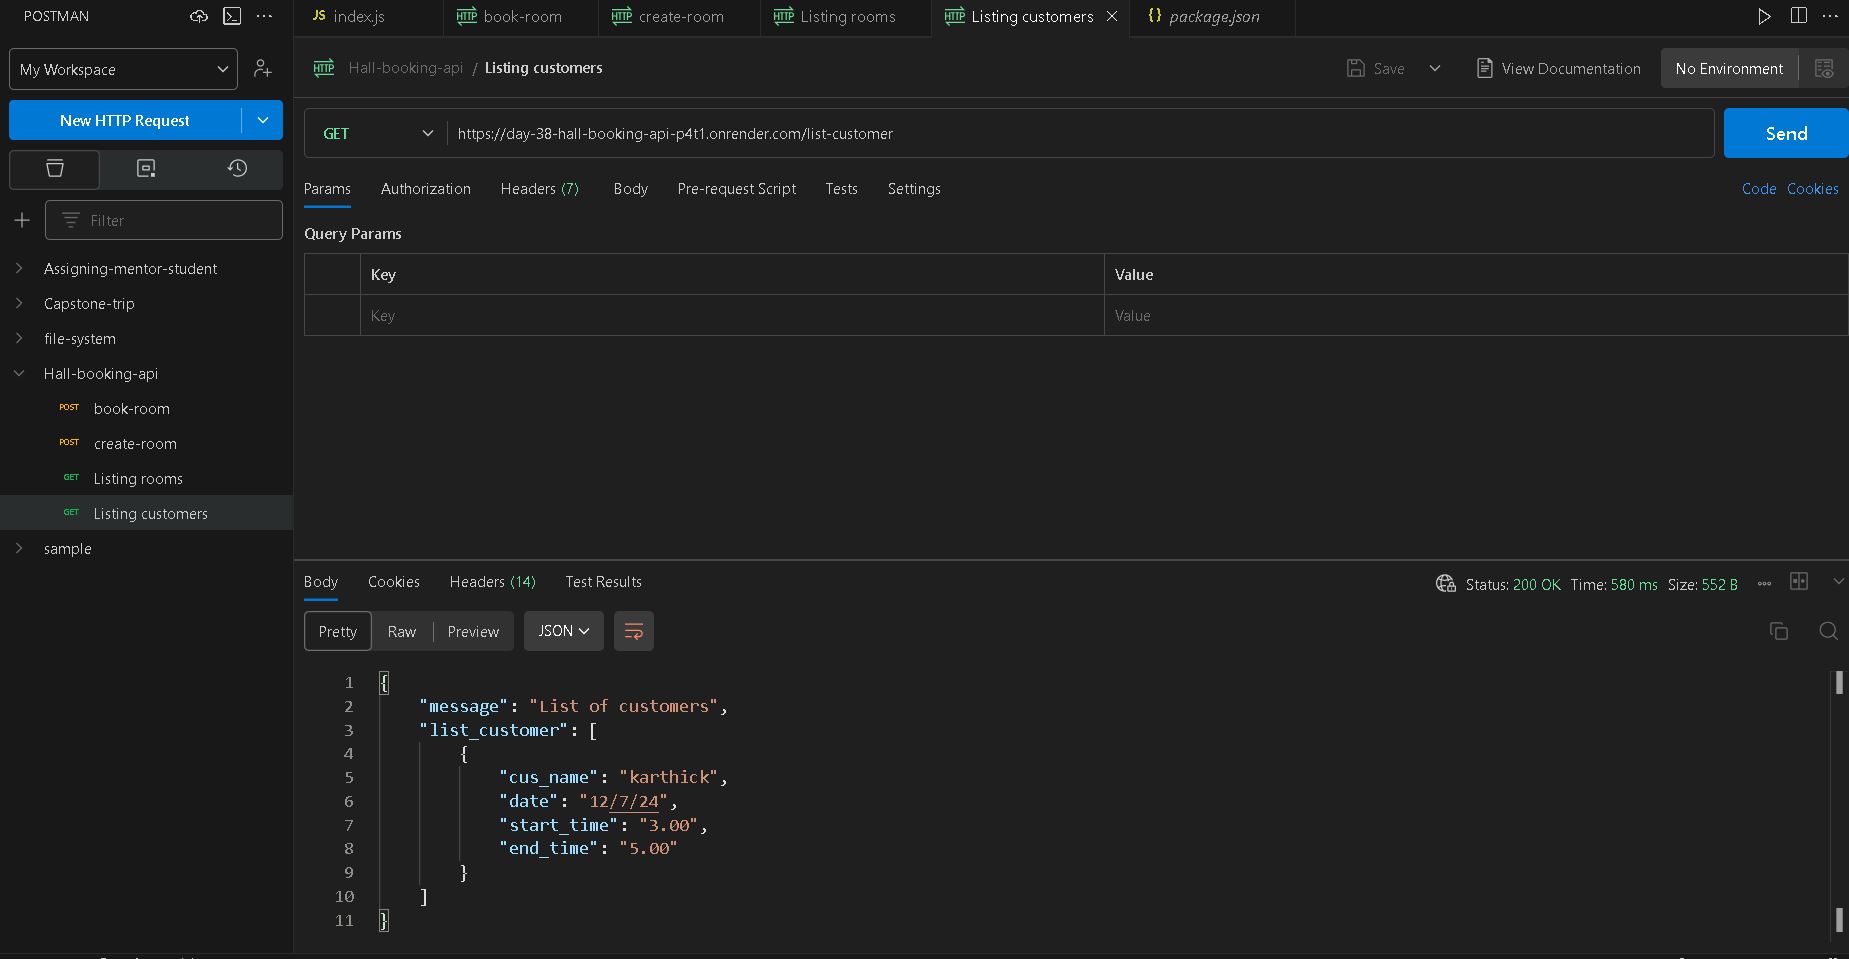 POSTMAN
JS index.js
HTTP book-room
HTTP create-room
HTTP Listing rooms
HTTP Listing customers
{} package.json
My Workspace
HTTP Hall-booking-api / Listing customers
Save
View Documentation
No Environment
New HTTP Request
GET https://day-38-hall-booking-api-p4t1.onrender.com/list-customer
Send
Params Authorization Headers (7) Body Pre-request Script Tests Settings
Code Cookies
Filter
Query Params
Key Value
Key Value
Assigning-mentor-student
Capstone-trip
file-system
Hall-booking-api
POST book-room
POST create-room
GET Listing rooms
GET Listing customers
sample
Body Cookies Headers (14) Test Results
Status: 200 OK Time: 580 ms Size: 552 B
Pretty Raw Preview JSON
1 {
2 "message": "List of customers",
3 "list_customer": [
4 {
5 "cus_name": "karthick",
6 "date": "12/7/24",
7 "start_time": "3.00",
8 "end_time": "5.00"
9 }
10 ]
11 }